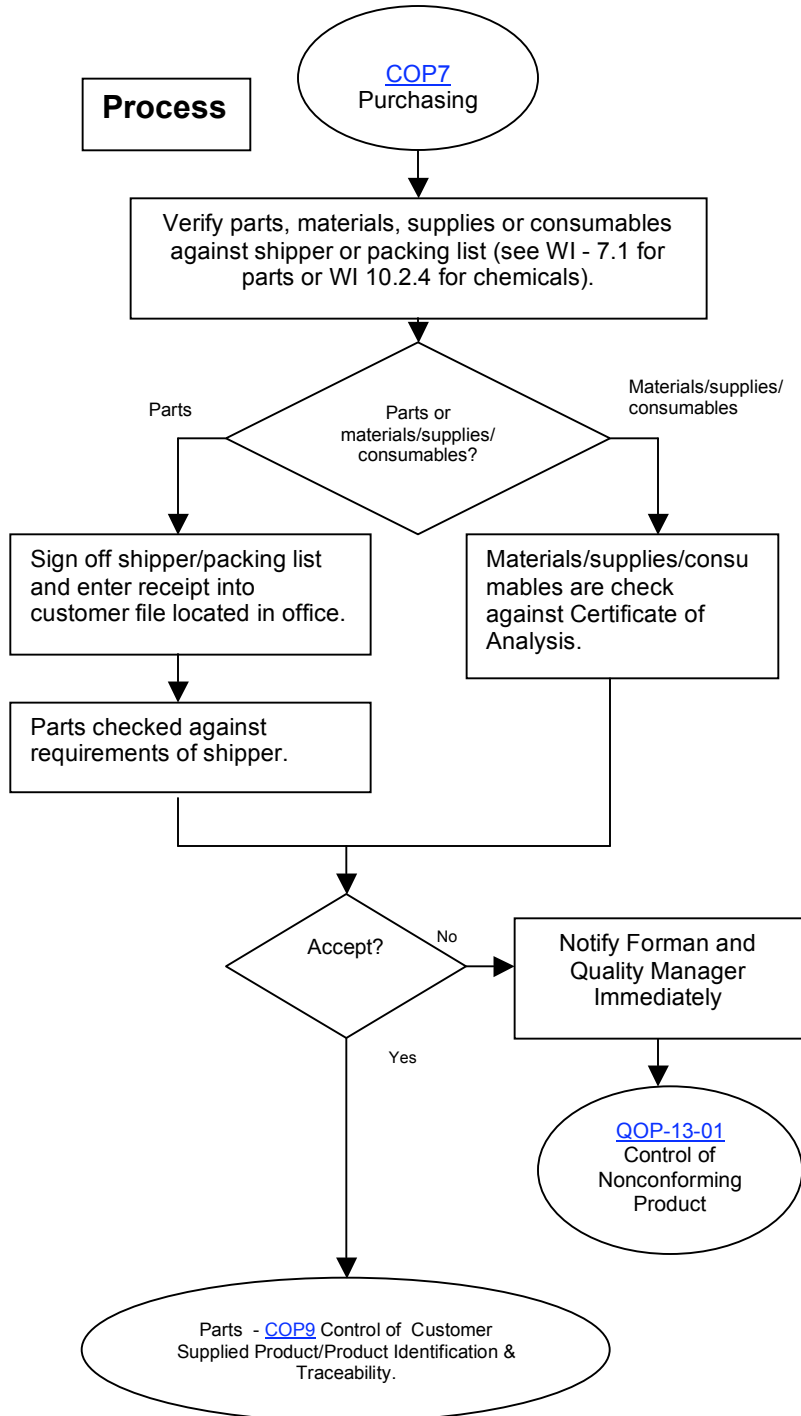 COP7
Purchasing
Process
Verify parts, materials, supplies or consumables
against shipper or packing list (see WI - 7.1 for
parts or WI 10.2.4 for chemicals).
Parts
Parts or
materials/supplies/
consumables?
Materials/supplies/
consumables
Sign off shipper/packing list
and enter receipt into
customer file located in office.
Materials/supplies/consu
mables are check
against Certificate of
Analysis.
Parts checked against
requirements of shipper.
Accept?
No
Notify Forman and
Quality Manager
Immediately
Yes
QOP-13-01
Control of
Nonconforming
Product
Parts - COP9 Control of Customer
Supplied Product/Product Identification &
Traceability.